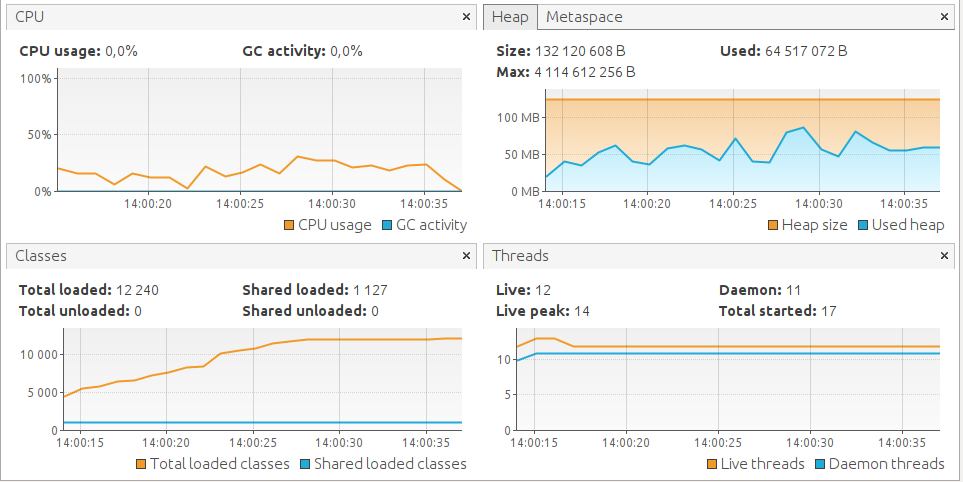 CPU
CPU usage: 0,0% GC activity: 0,0%
100%
50%
0%
14:00:20 14:00:25 14:00:30 14:00:35
CPU usage GC activity
Heap Metaspace
Size: 132 120 608 B Used: 64 517 072 B
Max: 4 114 612 256 B
100 MB
50 MB
0 MB
14:00:15 14:00:20 14:00:25 14:00:30 14:00:35
Heap size Used heap
Classes
Total loaded: 12 240 Shared loaded: 1 127
Total unloaded: 0 Shared unloaded: 0
10 000
5 000
0
14:00:15 14:00:20 14:00:25 14:00:30 14:00:35
Total loaded classes Shared loaded classes
Threads
Live: 12 Daemon: 11
Live peak: 14 Total started: 17
10
5
0
14:00:15 14:00:20 14:00:25 14:00:30 14:00:35
Live threads Daemon threads